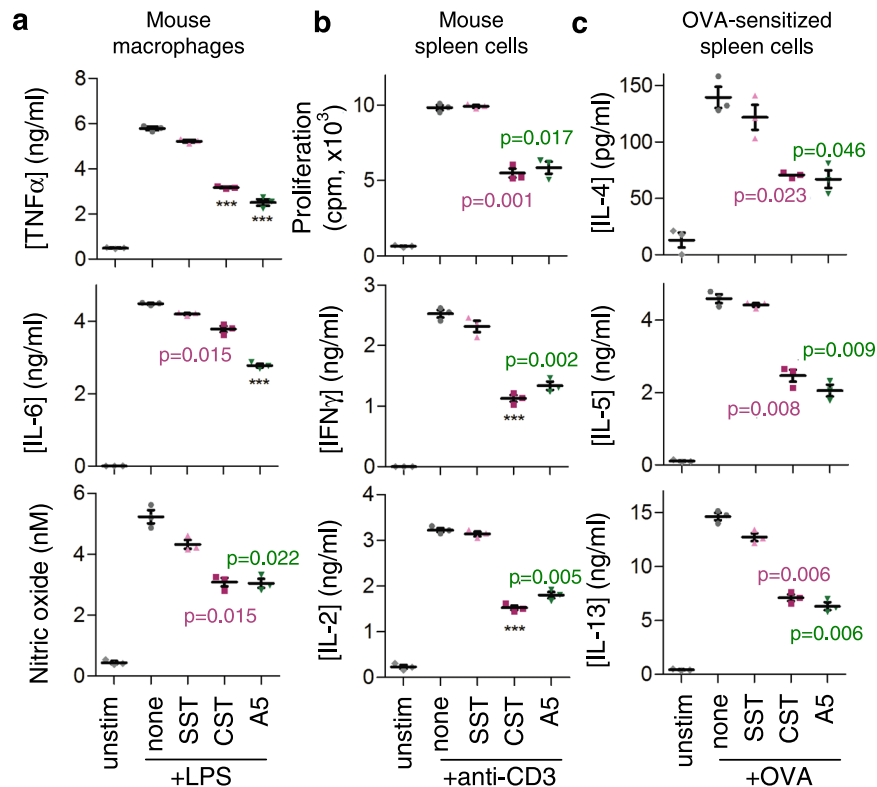 a
Mouse
macrophages
[TNFα] (ng/ml)
8
6
4
2
0
***
***
[IL-6] (ng/ml)
4
2
0
p=0.015
***
Nitric oxide (nM)
6
4
2
0
p=0.022
p=0.015
unstim
none
SST
CST
A5
+LPS
b
Mouse
spleen cells
Proliferation
(cpm, x10³)
10
5
0
p=0.017
p=0.001
[IFNγ] (ng/ml)
3
2
1
0
p=0.002
***
[IL-2] (ng/ml)
4
3
2
1
0
p=0.005
***
unstim
none
SST
CST
A5
+anti-CD3
c
OVA-sensitized
spleen cells
[IL-4] (pg/ml)
150
100
50
0
p=0.046
p=0.023
[IL-5] (ng/ml)
4
2
0
p=0.009
p=0.008
[IL-13] (ng/ml)
15
10
5
0
p=0.006
p=0.006
unstim
none
SST
CST
A5
+OVA